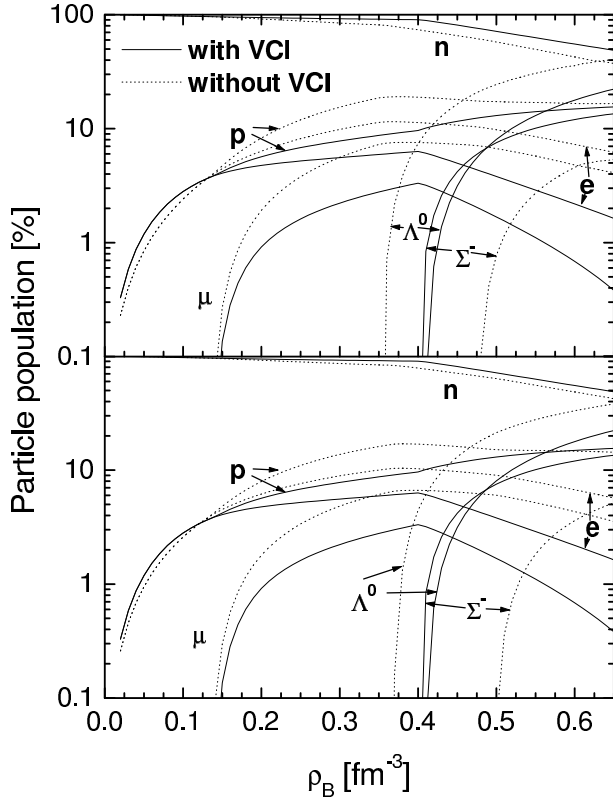 100
with VCI
without VCI
n
10
p
e
Λ⁰
1
Σ⁻
μ
0.1
Particle population [%]
n
10
p
e
1
Λ⁰
Σ⁻
μ
0.1
0.0 0.1 0.2 0.3 0.4 0.5 0.6
ρ_B [fm⁻³]